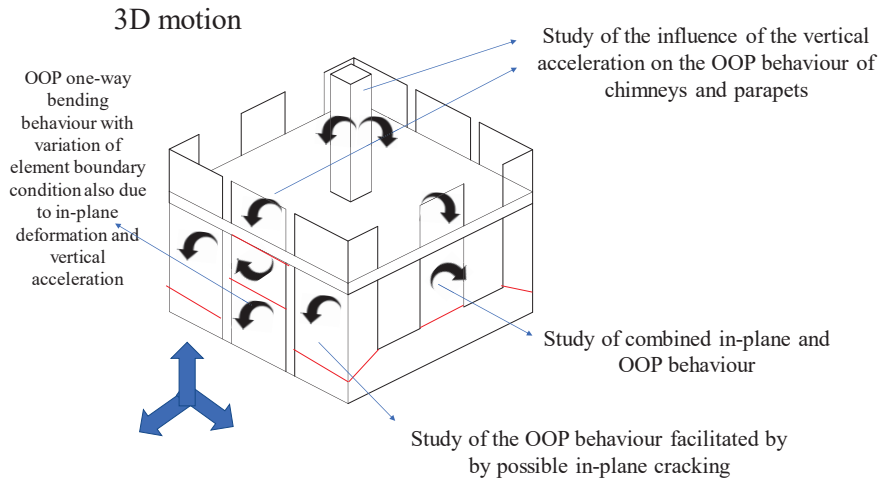 3D motion
Study of the influence of the vertical
acceleration on the OOP behaviour of
chimneys and parapets
OOP one-way
bending
behaviour with
variation of
element boundary
condition also due
to in-plane
deformation and
vertical
acceleration
Study of combined in-plane and
OOP behaviour
Study of the OOP behaviour facilitated by
by possible in-plane cracking